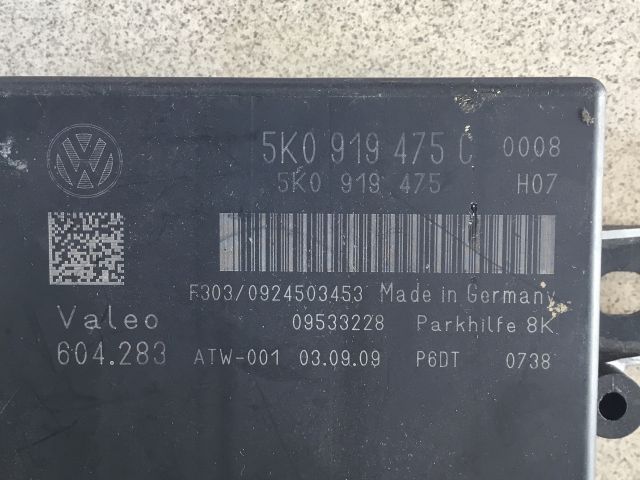 5K0 919 475 C 0008
5K0 919 475 H07
F303/0924503453 Made in Germany
Valeo 09533228 Parkhilfe 8K
604.283 ATW-001 03.09.09 P6DT 0738